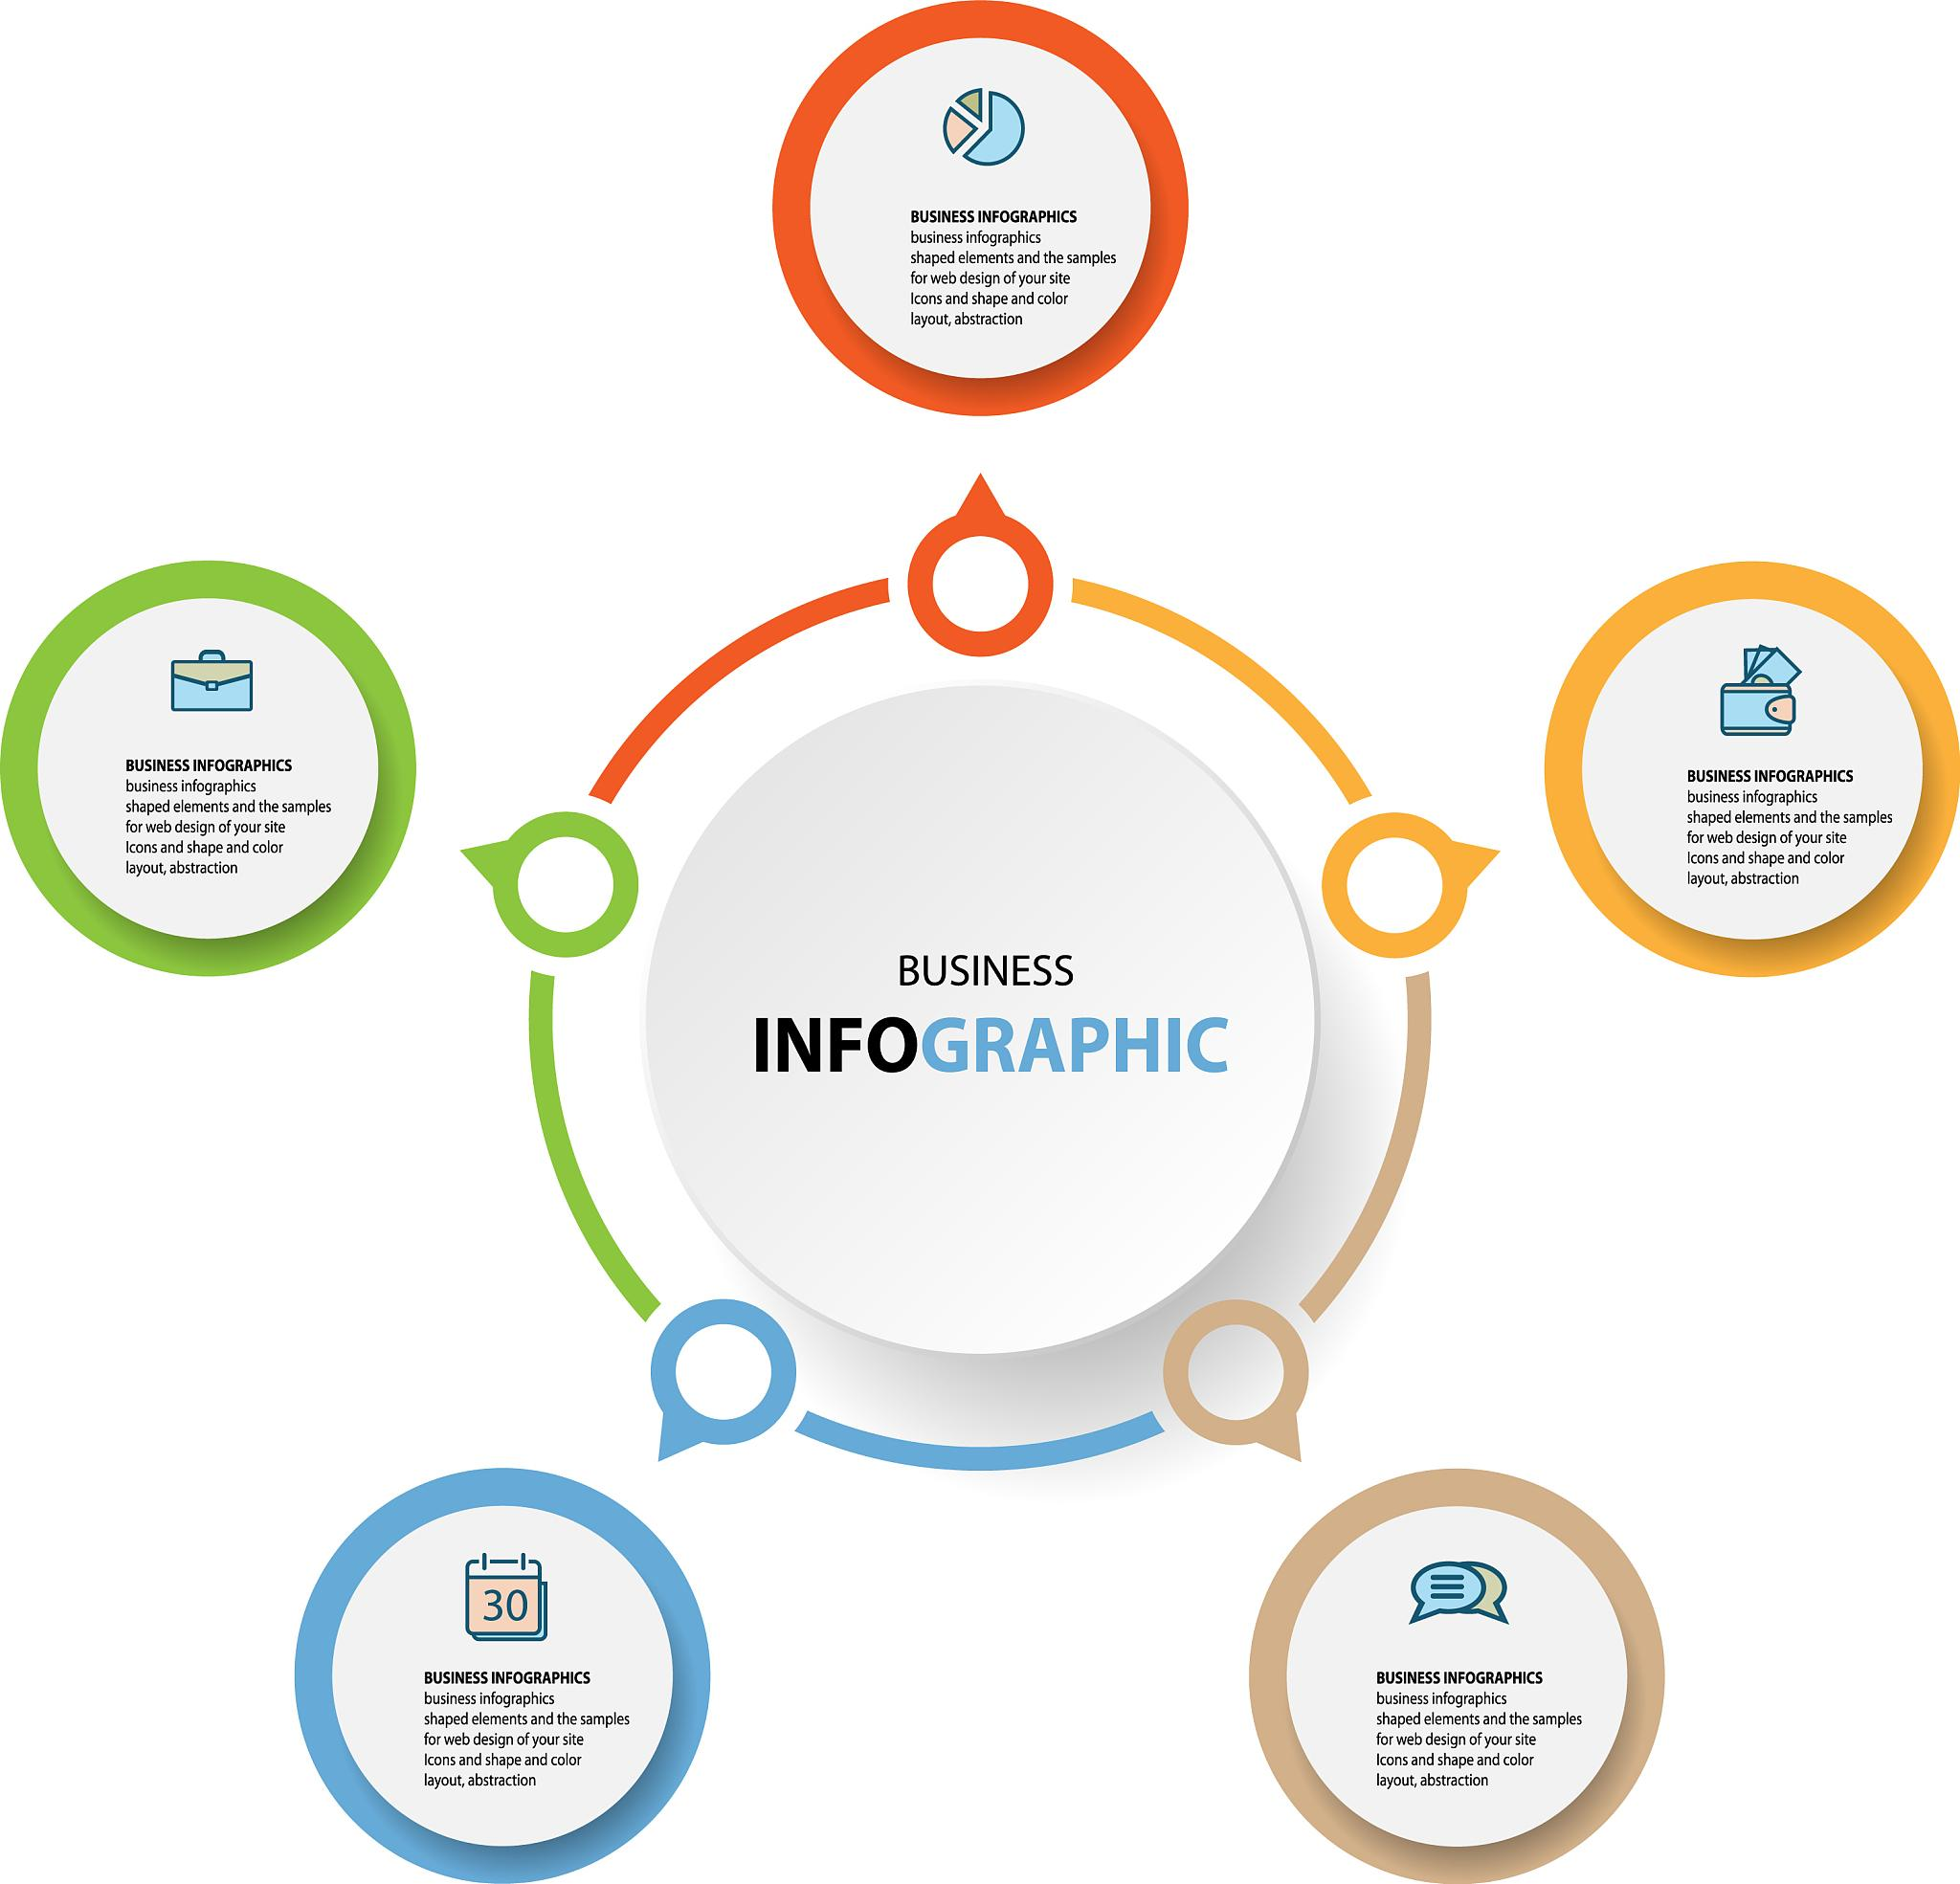 BUSINESS INFOGRAPHICS
business infographics
shaped elements and the samples
for web design of your site
Icons and shape and color
layout, abstraction
BUSINESS INFOGRAPHICS
business infographics
shaped elements and the samples
for web design of your site
Icons and shape and color
layout, abstraction
BUSINESS INFOGRAPHICS
business infographics
shaped elements and the samples
for web design of your site
Icons and shape and color
layout, abstraction
BUSINESS
INFOGRAPHIC
30
BUSINESS INFOGRAPHICS
business infographics
shaped elements and the samples
for web design of your site
Icons and shape and color
layout, abstraction
BUSINESS INFOGRAPHICS
business infographics
shaped elements and the samples
for web design of your site
Icons and shape and color
layout, abstraction